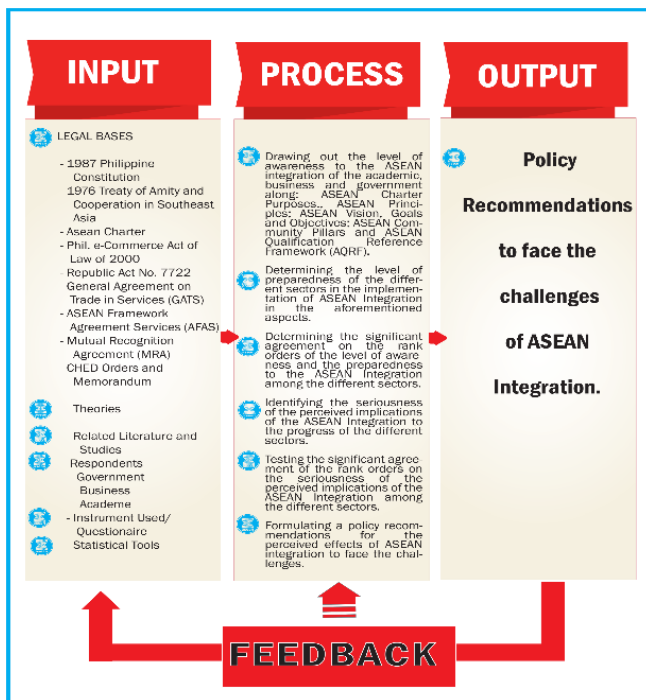 INPUT
LEGAL BASES
- 1987 Philippine
Constitution
1976 Treaty of Amity and
Cooperation in Southeast
Asia
- Asean Charter
- Phil. e-Commerce Act of
Law of 2000
- Republic Act No. 7722
General Agreement on
Trade in Services (GATS)
- ASEAN Framework
Agreement Services (AFAS)
- Mutual Recognition
Agreement (MRA)
CHED Orders and
Memorandum
Theories
Related Literature and
Studies
Respondents
Government
Business
Academe
- Instrument Used/
Questionaire
Statistical Tools
PROCESS
Drawing out the level of
awareness to the ASEAN
integration of the academic,
business and government
along: ASEAN Charter
Purposes., ASEAN Princi-
ples; ASEAN Vision, Goals
and Objectives; ASEAN Com-
munity Pillars and ASEAN
Qualification Reference
Framework (AQRF).
Determining the level of
preparedness of the differ-
ent sectors in the implemen-
tation of ASEAN Integration
in the aforementioned
aspects.
Determining the significant
agreement on the rank
orders of the level of aware-
ness and the preparedness
to the ASEAN Integration
among the different sectors.
Identifying the seriousness
of the perceived implications
of the ASEAN Integration to
the progress of the different
sectors.
Testing the significant agree-
ment of the rank orders on
the seriousness of the
perceived implications of the
ASEAN Integration among
the different sectors.
Formulating a policy recom-
mendations for the
perceived effects of ASEAN
integration to face the chal-
lenges.
OUTPUT
Policy
Recommendations
to face the
challenges
of ASEAN
Integration.
FEEDBACK